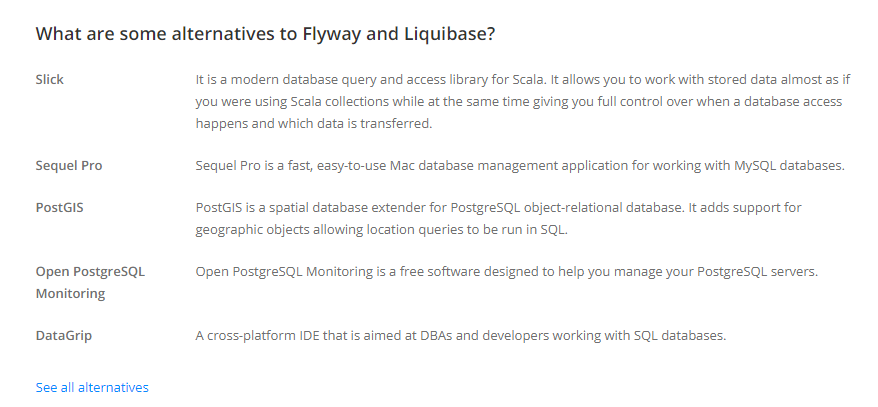 What are some alternatives to Flyway and Liquibase?
Slick
It is a modern database query and access library for Scala. It allows you to work with stored data almost as if
you were using Scala collections while at the same time giving you full control over when a database access
happens and which data is transferred.
Sequel Pro
Sequel Pro is a fast, easy-to-use Mac database management application for working with MySQL databases.
PostGIS
PostGIS is a spatial database extender for PostgreSQL object-relational database. It adds support for
geographic objects allowing location queries to be run in SQL.
Open PostgreSQL
Monitoring
Open PostgreSQL Monitoring is a free software designed to help you manage your PostgreSQL servers.
DataGrip
A cross-platform IDE that is aimed at DBAs and developers working with SQL databases.
See all alternatives